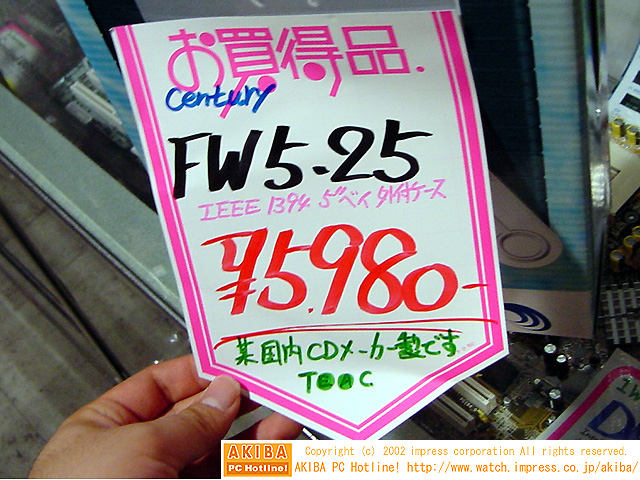 お買得品.
Century
FW5.25
IEEE 1394 5"ベイ 外付ケース
¥5.980-
某国内CDメーカー製です
T●●C
AKIBA
PC Hotline!
Copyright (c) 2002 impress corporation All rights reserved.
AKIBA PC Hotline! http://www.watch.impress.co.jp/akiba/